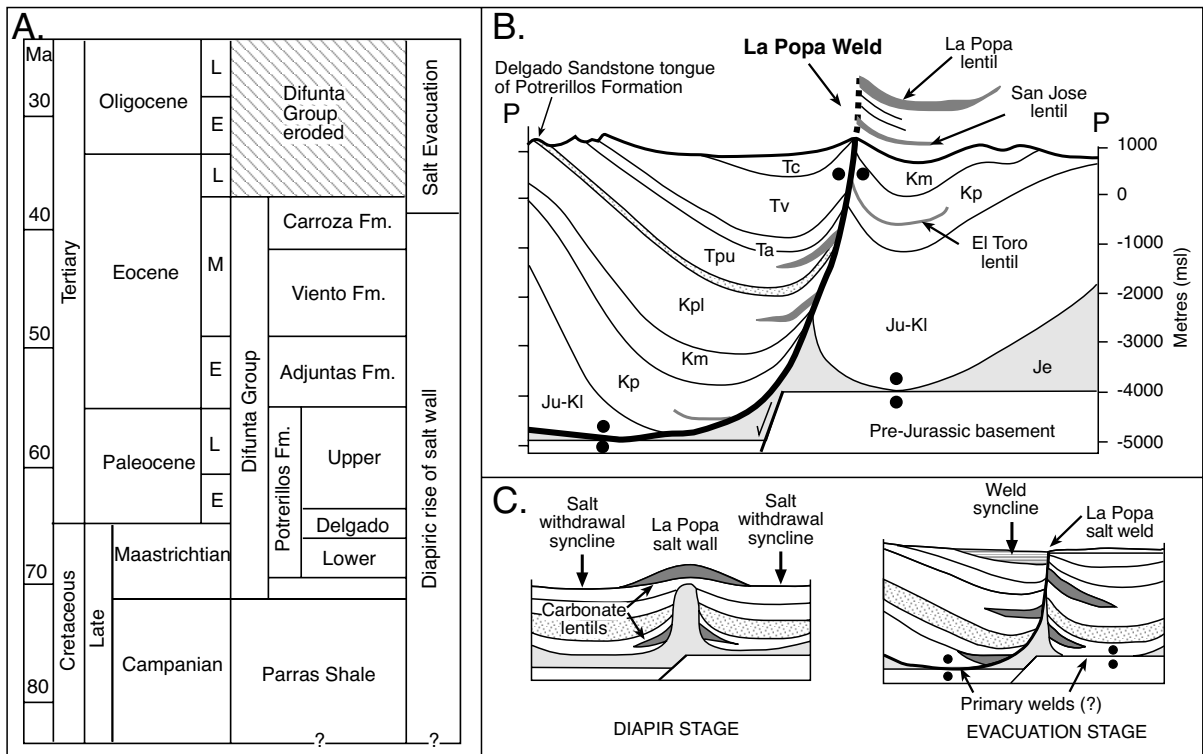 A.
Ma
30
40
50
60
70
80
Tertiary
Cretaceous
Late
Oligocene
Eocene
Paleocene
Maastrichtian
Campanian
L
E
L
M
E
L
E
Difunta
Group
eroded
Difunta Group
Carroza Fm.
Viento Fm.
Adjuntas Fm.
Potrerillos Fm.
Upper
Delgado
Lower
Parras Shale
?
Salt Evacuation
Diapiric rise of salt wall
?
B.
La Popa Weld
La Popa
lentil
San Jose
lentil
Delgado Sandstone tongue
of Potrerillos Formation
P
P
1000
0
-1000
-2000
-3000
-4000
-5000
Metres (msl)
Tc
Tv
Ta
Tpu
Kpl
Km
Kp
Ju-Kl
Km
Kp
El Toro
lentil
Ju-Kl
Je
Pre-Jurassic basement
C.
Salt
withdrawal
syncline
La Popa
salt wall
Salt
withdrawal
syncline
Carbonate
lentils
DIAPIR STAGE
Weld
syncline
La Popa
salt weld
Primary welds (?)
EVACUATION STAGE